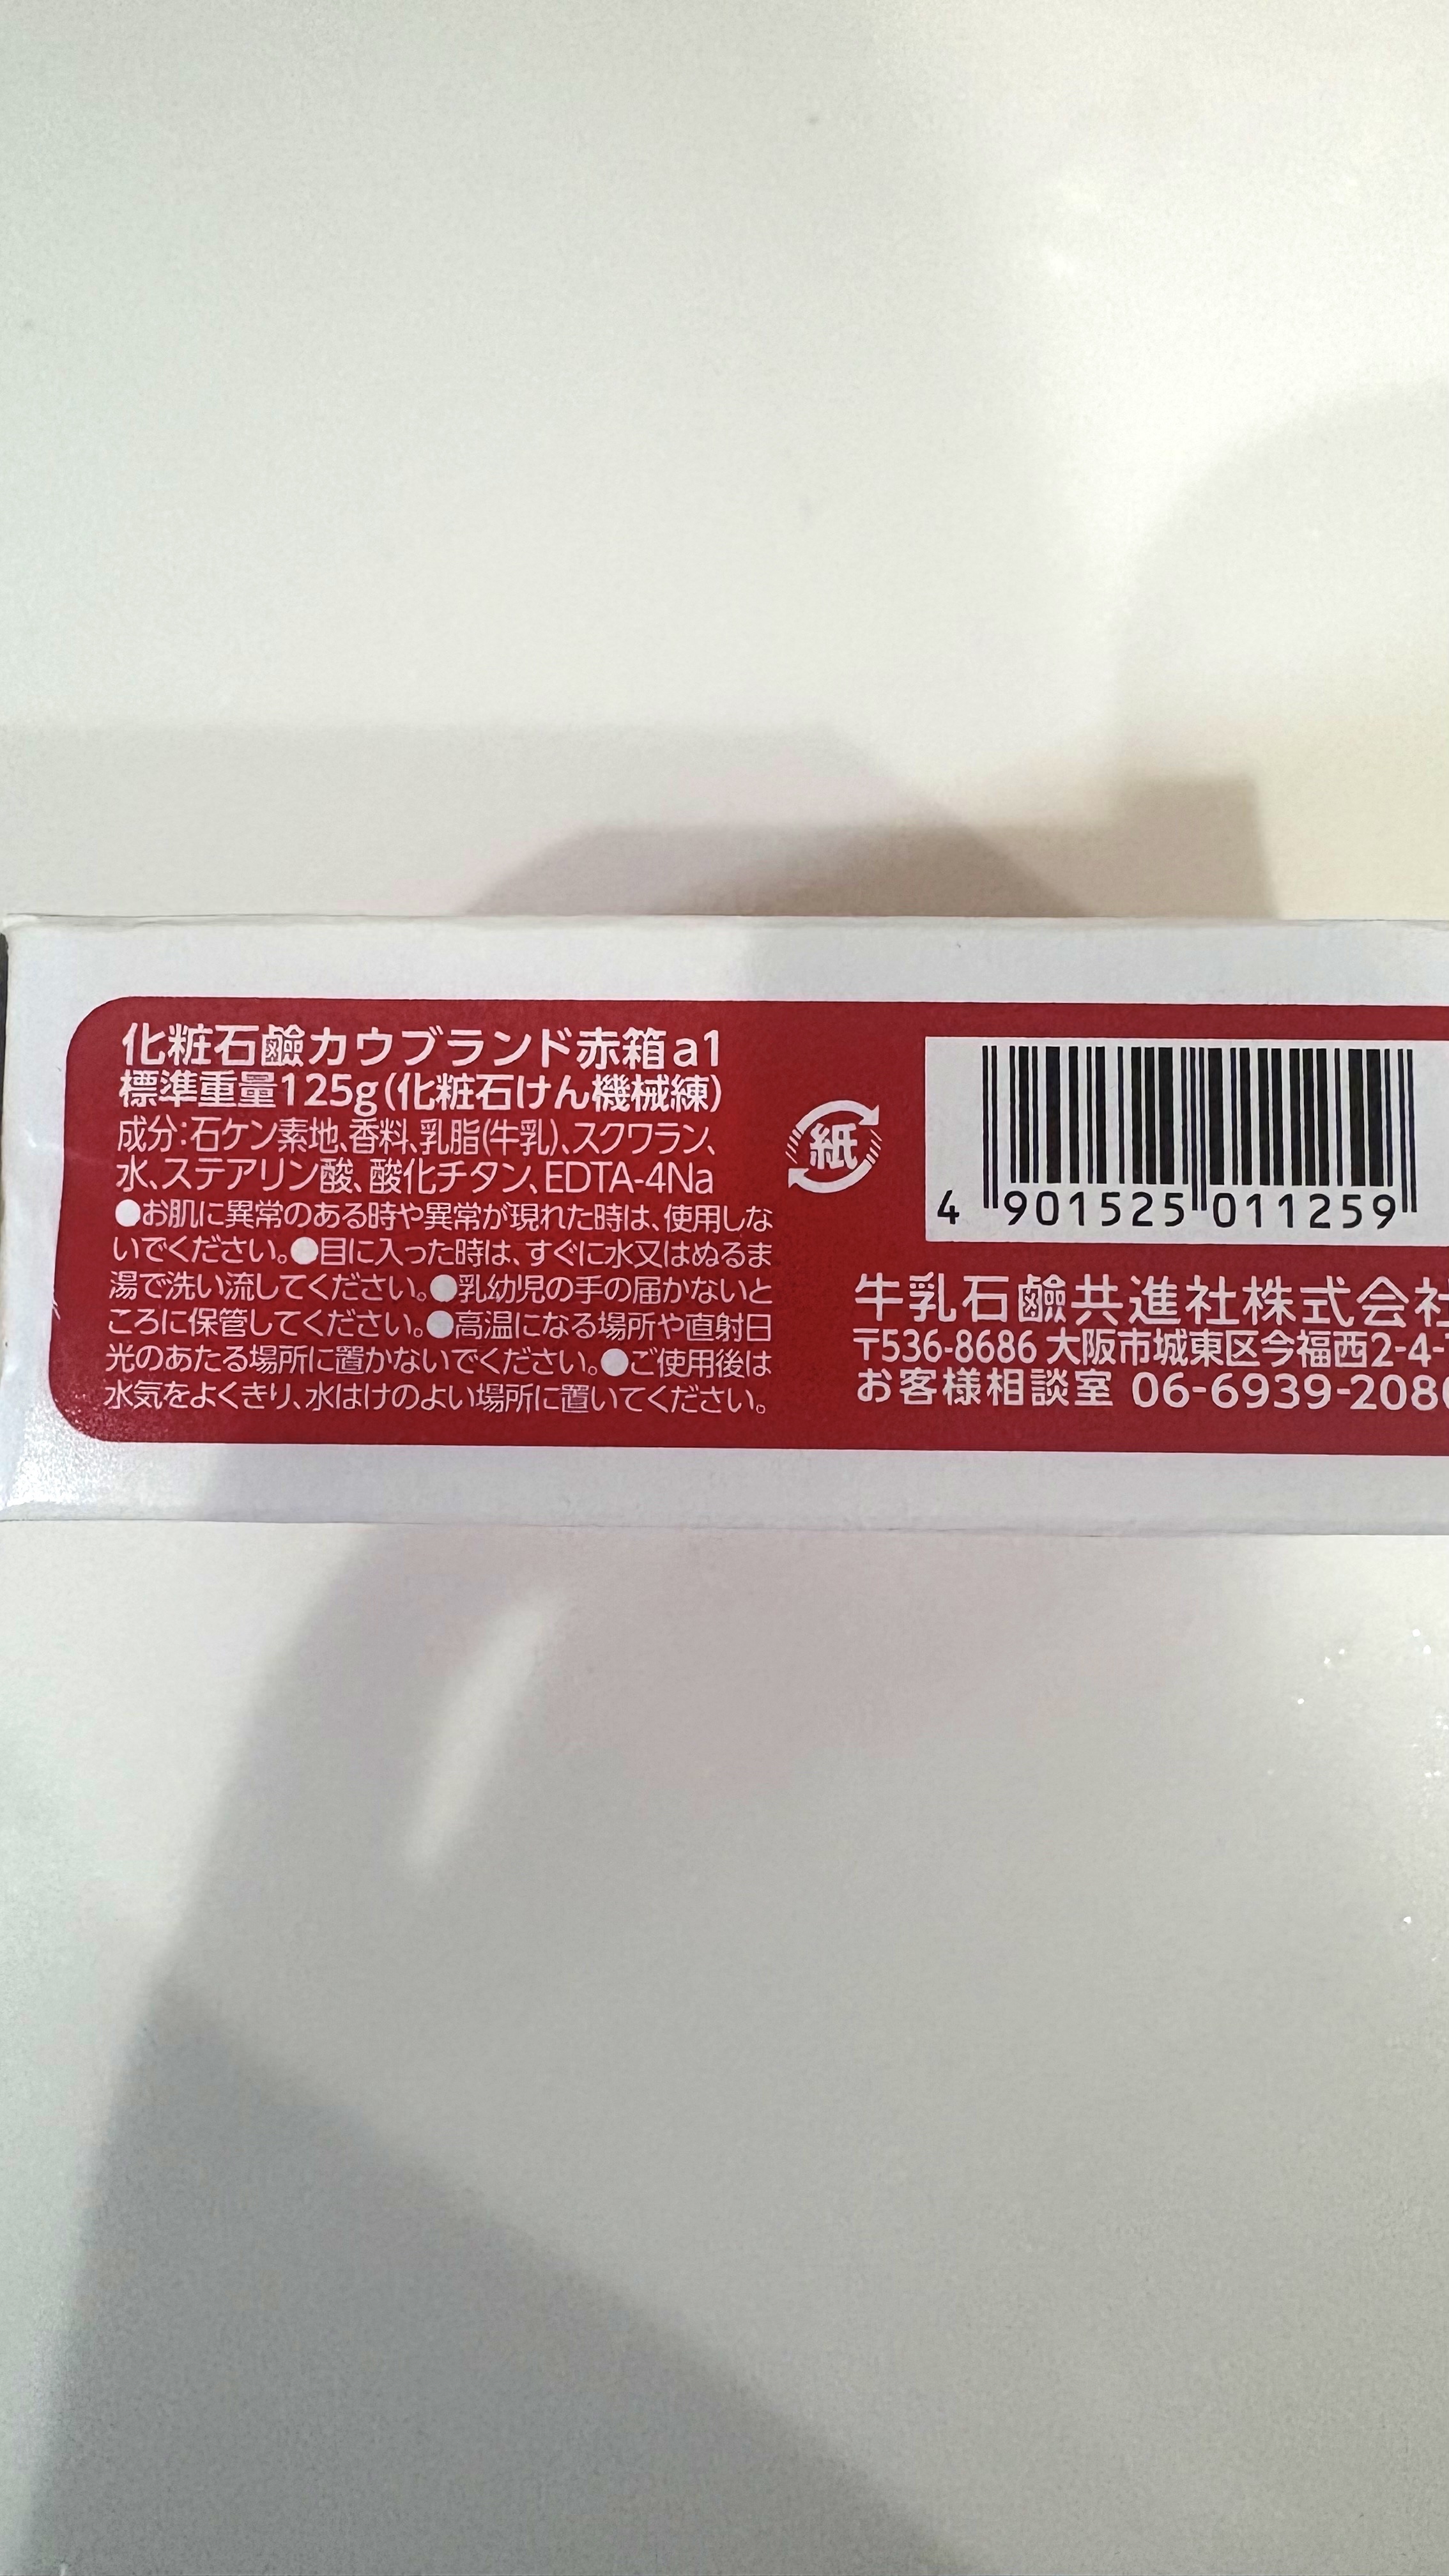 化粧石鹸カウブランド赤箱a1
標準重量125g(化粧石けん機械練)
成分:石ケン素地、香料、乳脂(牛乳)、スクワラン、
水、ステアリン酸、酸化チタン、EDTA-4Na
●お肌に異常のある時や異常が現れた時は、使用しな
いでください。●目に入った時は、すぐに水又はぬるま
湯で洗い流してください。●乳幼児の手の届かないと
ころに保管してください。●高温になる場所や直射日
光のあたる場所に置かないでください。●ご使用後は
水気をよくきり、水はけのよい場所に置いてください。
紙
4 901525 011259
牛乳石鹼共進社株式会社
〒536-8686 大阪市城東区今福西2-4-
お客様相談室 06-6939-208